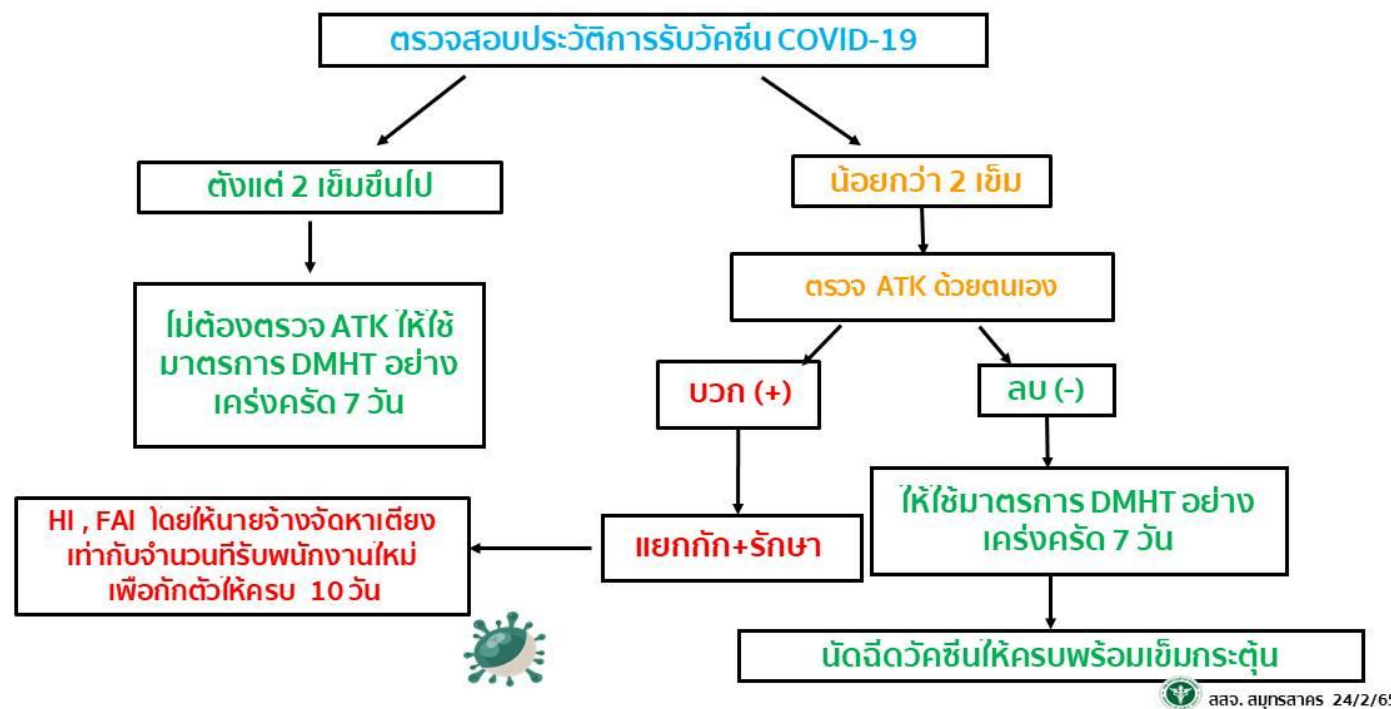 ตรวจสอบประวัติการรับวัคซีน COVID-19
ตั้งแต่ 2 เข็มขึ้นไป
น้อยกว่า 2 เข็ม
ตรวจ ATK ด้วยตนเอง
ไม่ต้องตรวจ ATK ให้ใช้
มาตรการ DMHT อย่าง
เคร่งครัด 7 วัน
บวก (+)
ลบ (-)
ให้ใช้มาตรการ DMHT อย่าง
เคร่งครัด 7 วัน
แยกกัก+รักษา
HI , FAI โดยให้นายจ้างจัดหาเตียง
เท่ากับจำนวนที่รับพนักงานใหม่
เพื่อกักตัวให้ครบ 10 วัน
นัดฉีดวัคซีนให้ครบพร้อมเข็มกระตุ้น
สสจ. สมุทรสาคร 24/2/65